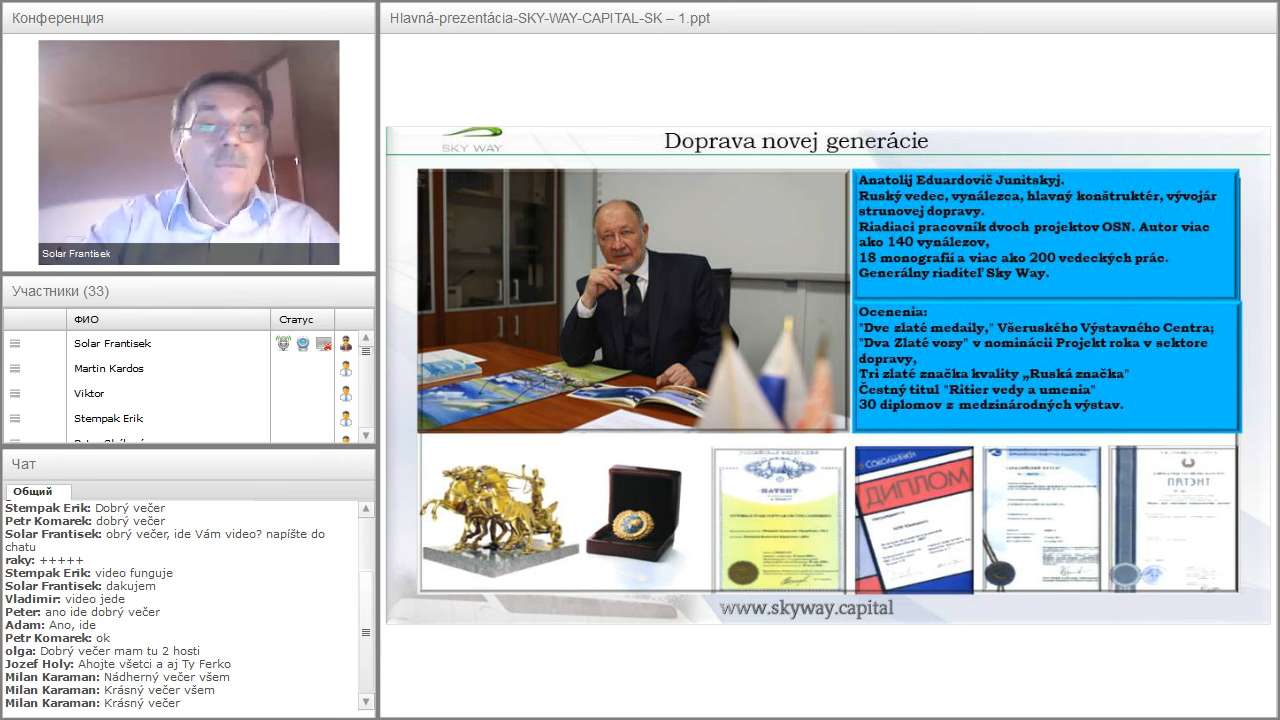 Конференция
Solar Frantisek
Участники (33)
ФИО
Статус
Solar Frantisek
Martin Kardos
Viktor
Stempak Erik
Чат
Общий
Stempak Erik: Dobrý večer
Petr Komarek: dobrý večer
Solar Frantisek: večer, ide Vám video? napíšte do
chatu
raky:
Stempak Erik: vidac funguje
Solar Frantisek: ďakujem
Vladimir: video jede
Peter: ano ide dobrý večer
Adam: Ano, ide
Petr Komarek: ok
olga: Dobrý večer mam tu 2 hosti
Jozef Holy: Ahojte všetci a aj Ty Ferko
Milan Karaman: Nádherný večer všem
Milan Karaman: Krásný večer všem
Milan Karaman: Krásný večer
Hlavná-prezentácia-SKY-WAY-CAPITAL-SK – 1.ppt
SKY WAY
Doprava novej generácie
Anatolij Eduardovič Junitskyj.
Ruský vedec, vynálezca, hlavný konštruktér, vývojár
strunovej dopravy.
Riadiaci pracovník dvoch projektov OSN. Autor viac
ako 140 vynálezov,
18 monografií a viac ako 200 vedeckých prác.
Generálny riaditeľ Sky Way.
Ocenenia:
"Dve zlaté medaily," Všeruského Výstavného Centra;
"Dva Zlaté vozy" v nominácii Projekt roka v sektore
dopravy,
Tri zlaté značka kvality „Ruská značka"
Čestný titul "Ritier vedy a umenia"
30 diplomov z medzinárodných výstav.
ПАТЕНТ
СОКОЛЬНИКИ
ДИПЛОМ
ПАТЭНТ
www.skyway.capital